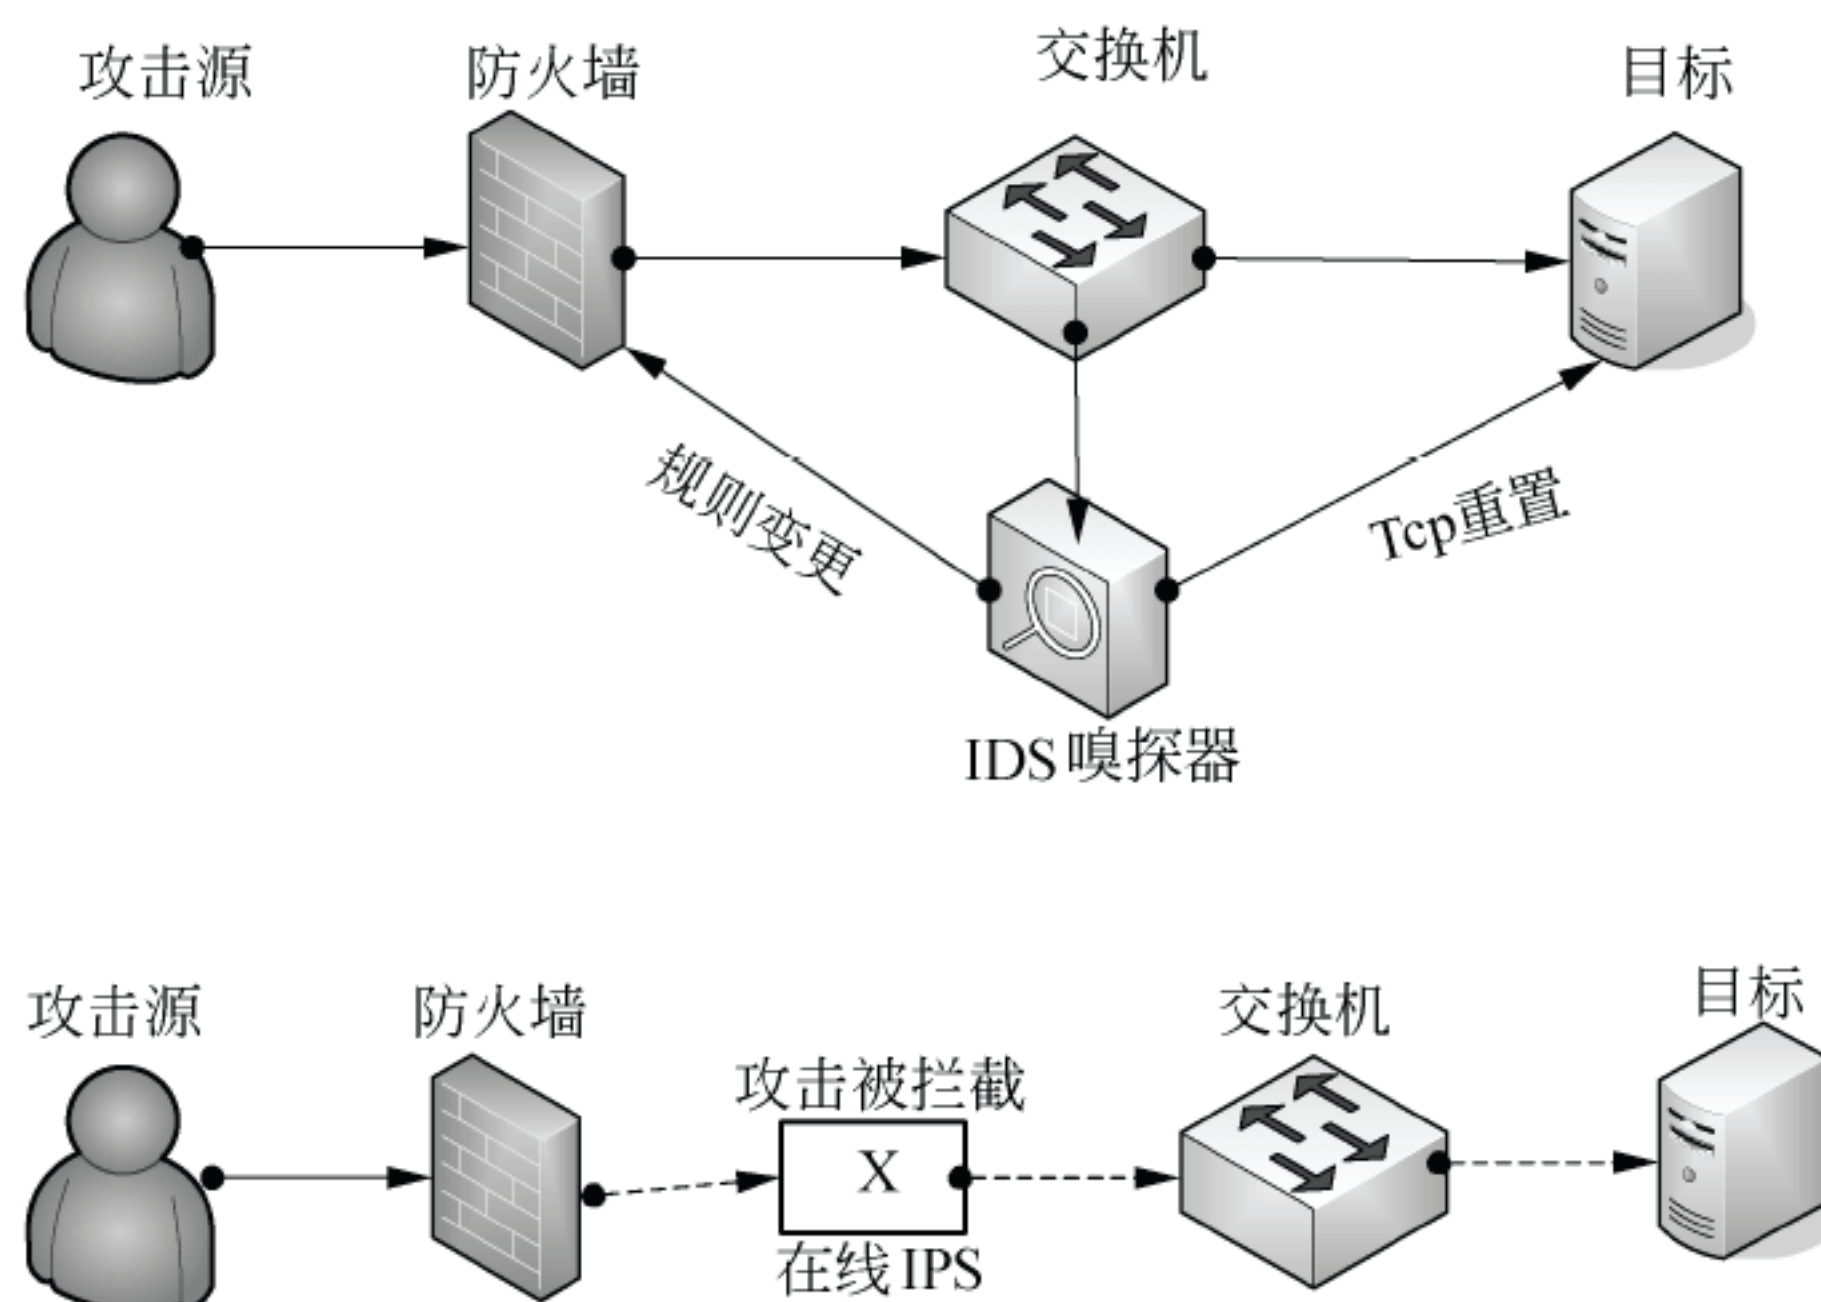 攻击源
防火墙
交换机
目标
规则变更
Tcp重置
IDS嗅探器
攻击源
防火墙
攻击被拦截
X
在线IPS
交换机
目标